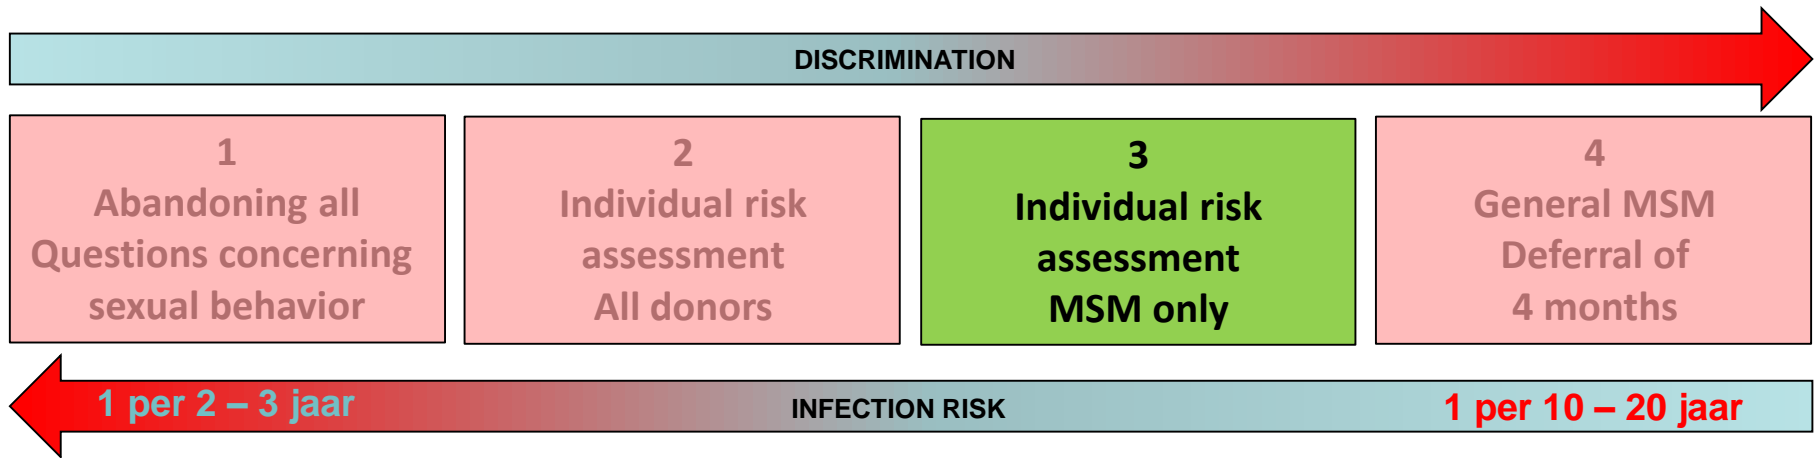 DISCRIMINATION
1
Abandoning all
Questions concerning
sexual behavior
2
Individual risk
assessment
All donors
3
Individual risk
assessment
MSM only
4
General MSM
Deferral of
4 months
1 per 2 – 3 jaar
INFECTION RISK
1 per 10 – 20 jaar